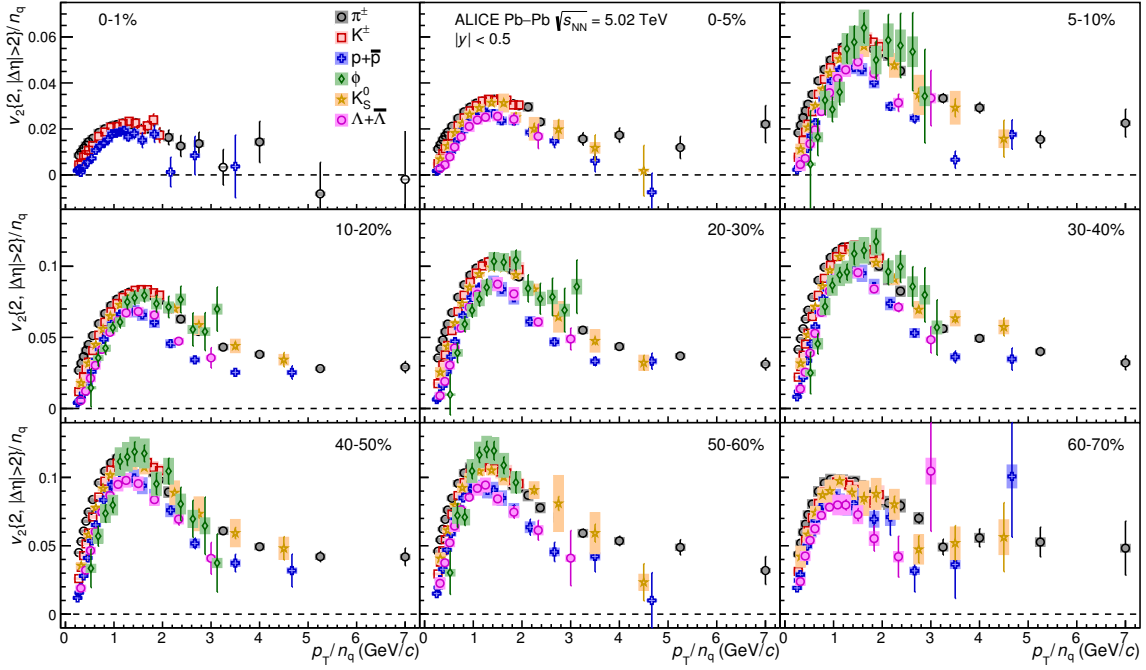 0-1%
π±
K±
p+p̅
ϕ
K⁰S
Λ+Λ̅
ALICE Pb–Pb √sNN = 5.02 TeV
|y| < 0.5
0-5%
5-10%
v₂{2, |Δη|>2}/nq
0.06
0.04
0.02
0
10-20%
20-30%
30-40%
v₂{2, |Δη|>2}/nq
0.1
0.05
0
40-50%
50-60%
60-70%
v₂{2, |Δη|>2}/nq
0.1
0.05
0
0 1 2 3 4 5 6 7
0 1 2 3 4 5 6 7
0 1 2 3 4 5 6 7
pT/nq (GeV/c)
pT/nq (GeV/c)
pT/nq (GeV/c)